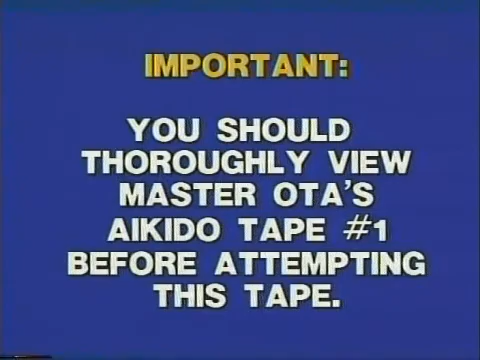 IMPORTANT:
YOU SHOULD
THOROUGHLY VIEW
MASTER OTA'S
AIKIDO TAPE #1
BEFORE ATTEMPTING
THIS TAPE.